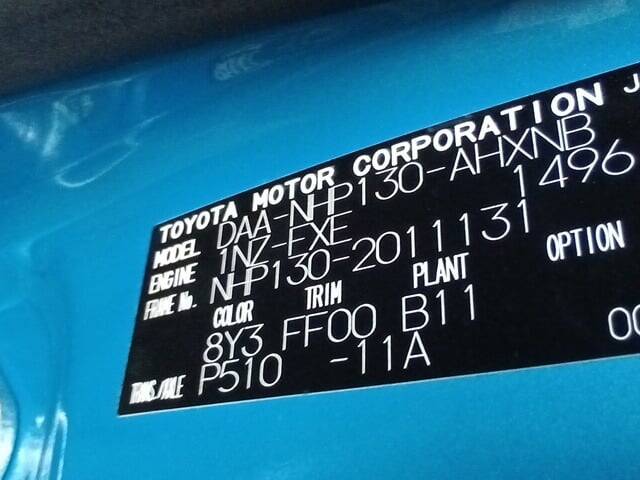 TOYOTA MOTOR CORPORATION J
MODEL DAA-NHP130-AHXNB
ENGINE 1NZ-FXE 1496
FRAME No. NHP130-2011131
COLOR TRIM PLANT OPTION
8Y3 FF00 B11
TRANS./AXLE P510 -11A 00